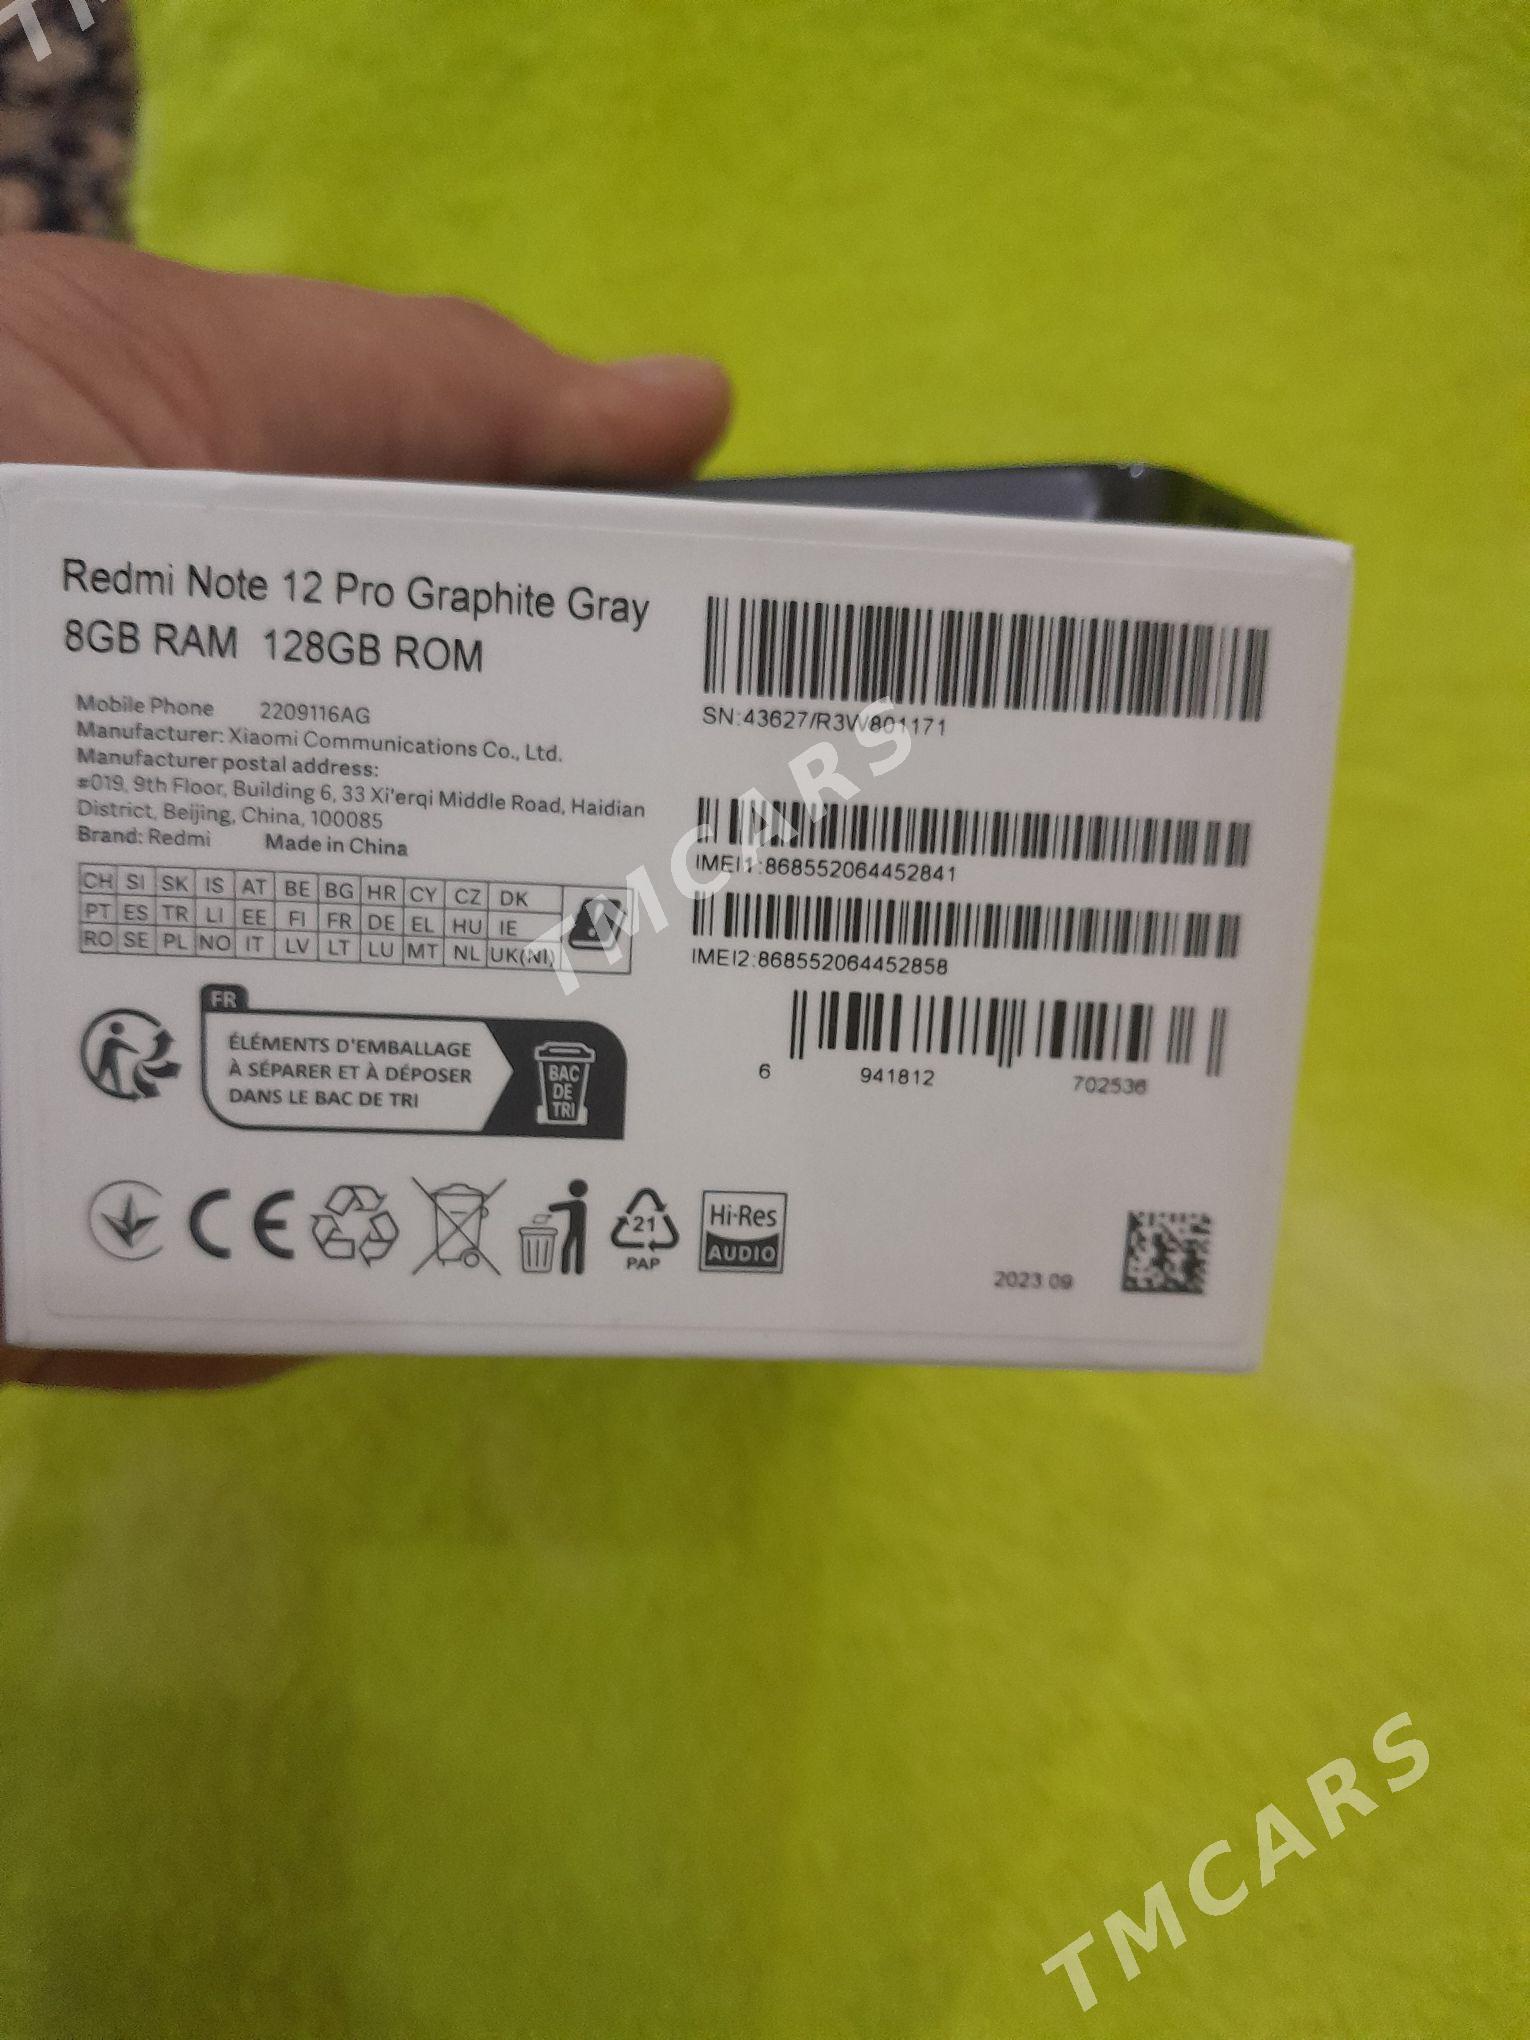 Redmi Note 12 Pro Graphite Gray
8GB RAM 128GB ROM
Mobile Phone 2209116AG
Manufacturer: Xiaomi Communications Co., Ltd.
Manufacturer postal address:
#019, 9th Floor, Building 6, 33 Xi'erqi Middle Road, Haidian
District, Beijing, China, 100085
Brand: Redmi Made in China
CH SI SK IS AT BE BG HR CY CZ DK
PT ES TR LI EE FI FR DE EL HU IE
RO SE PL NO IT LV LT LU MT NL UK(NI)
FR
ÉLÉMENTS D'EMBALLAGE
À SÉPARER ET À DÉPOSER
DANS LE BAC DE TRI
BAC
DE
TRI
CE
21
PAP
Hi-Res
AUDIO
SN:43627/R3W801171
IMEI1:868552064452841
IMEI2:868552064452858
6 941812 702536
2023.09
TMCARS
TMCARS